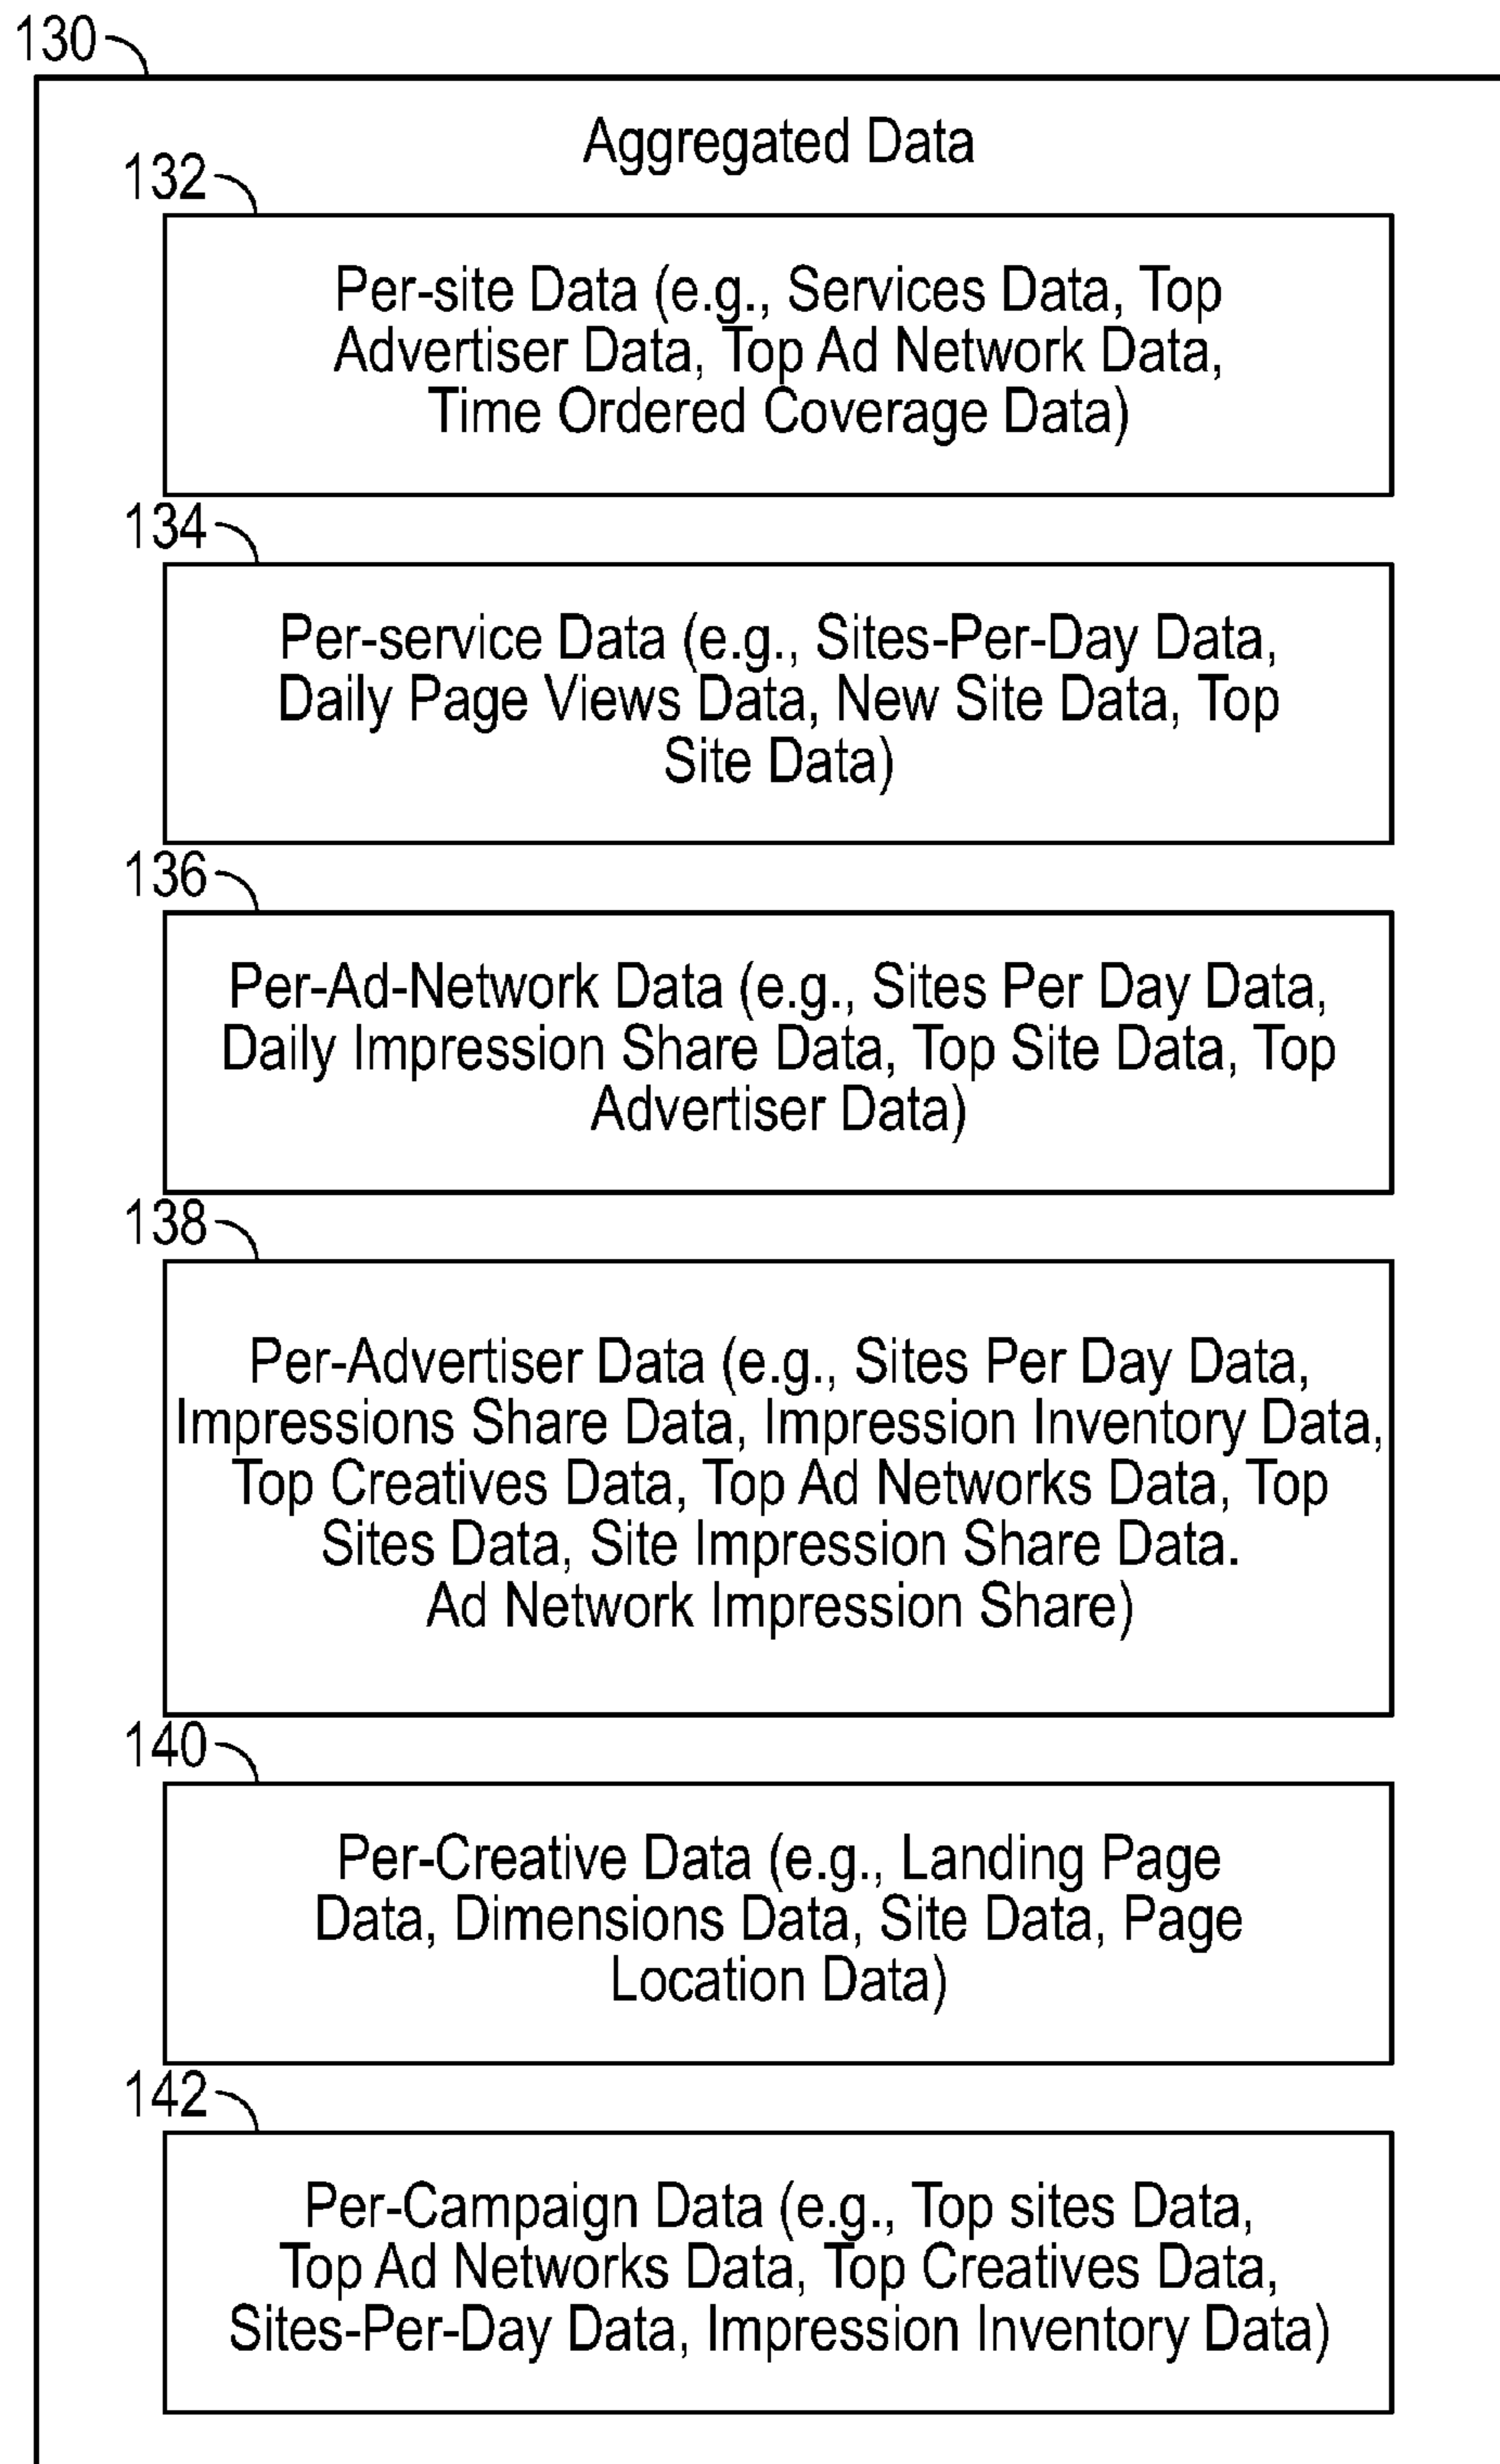 130
Aggregated Data
132
Per-site Data (e.g., Services Data, Top
Advertiser Data, Top Ad Network Data,
Time Ordered Coverage Data)
134
Per-service Data (e.g., Sites-Per-Day Data,
Daily Page Views Data, New Site Data, Top
Site Data)
136
Per-Ad-Network Data (e.g., Sites Per Day Data,
Daily Impression Share Data, Top Site Data, Top
Advertiser Data)
138
Per-Advertiser Data (e.g., Sites Per Day Data,
Impressions Share Data, Impression Inventory Data,
Top Creatives Data, Top Ad Networks Data, Top
Sites Data, Site Impression Share Data.
Ad Network Impression Share)
140
Per-Creative Data (e.g., Landing Page
Data, Dimensions Data, Site Data, Page
Location Data)
142
Per-Campaign Data (e.g., Top sites Data,
Top Ad Networks Data, Top Creatives Data,
Sites-Per-Day Data, Impression Inventory Data)